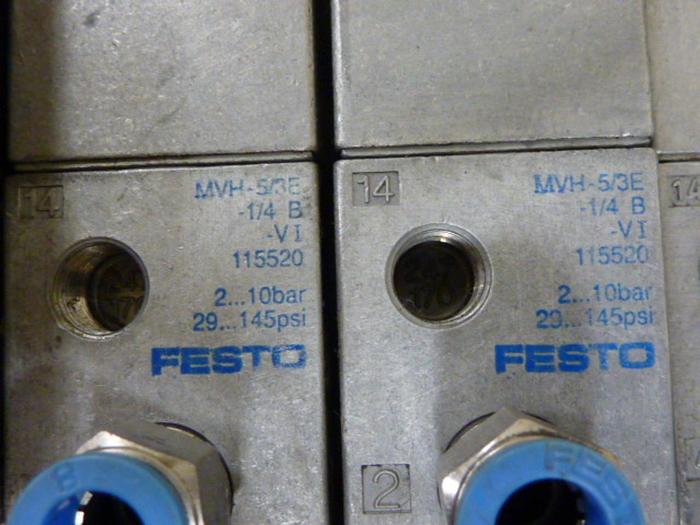 14
MVH-5/3E
-1/4 B
-VI
115520
2...10bar
29...145psi
FESTO
14
MVH-5/3E
-1/4 B
-VI
115520
2...10bar
29...145psi
FESTO
2
14